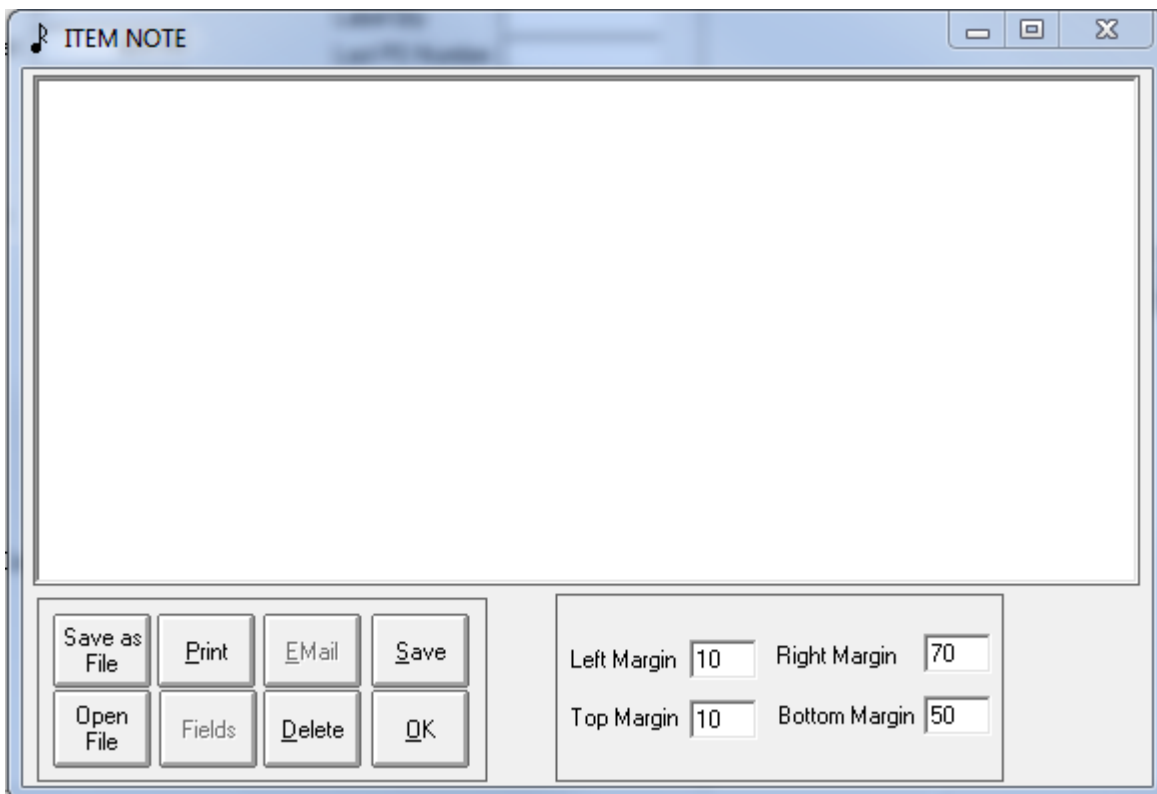 ITEM NOTE
Save as
File
Print
EMail
Save
Open
File
Fields
Delete
OK
Left Margin 10 Right Margin 70
Top Margin 10 Bottom Margin 50